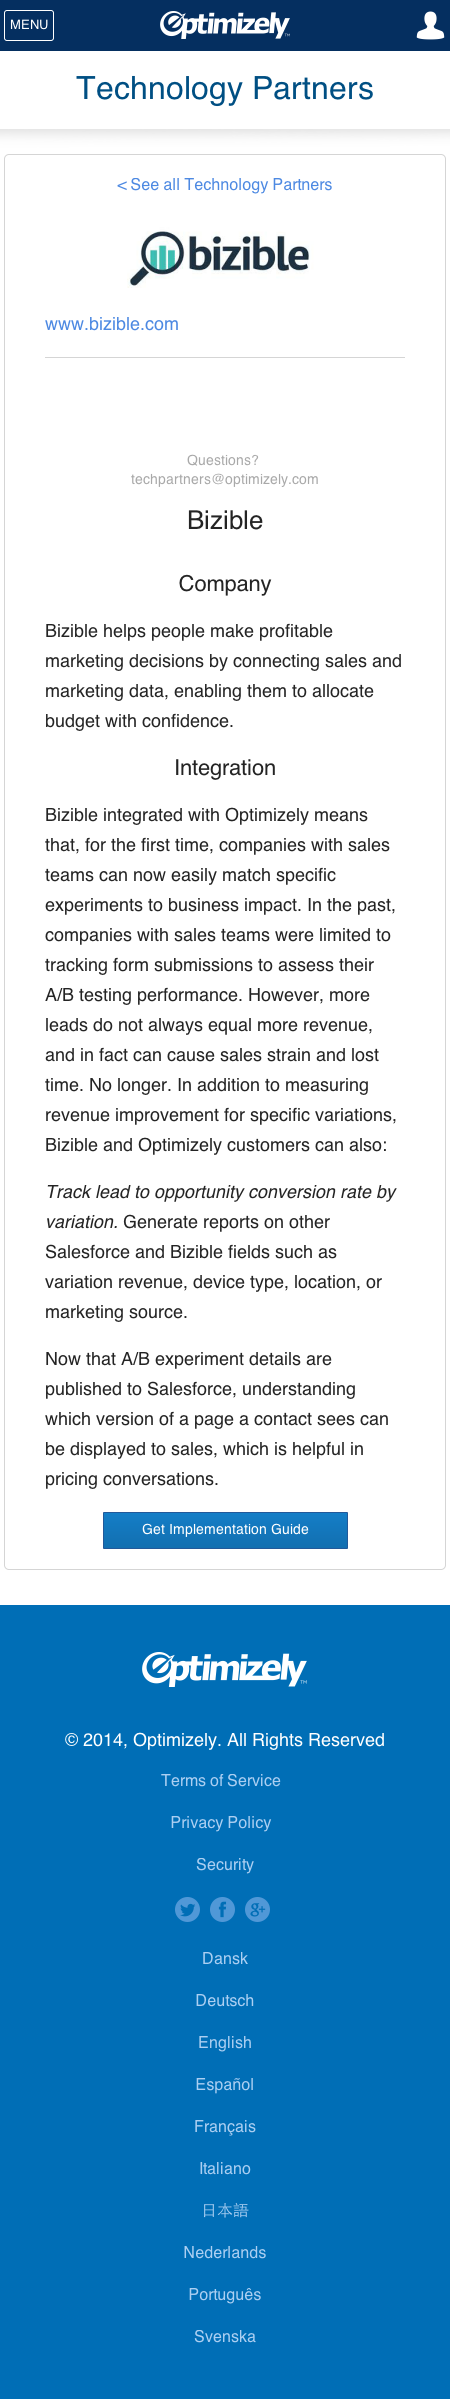 MENU
Optimizely
Technology Partners
< See all Technology Partners
bizible
www.bizible.com
Questions?
techpartners@optimizely.com
Bizible
Company
Bizible helps people make profitable
marketing decisions by connecting sales and
marketing data, enabling them to allocate
budget with confidence.
Integration
Bizible integrated with Optimizely means
that, for the first time, companies with sales
teams can now easily match specific
experiments to business impact. In the past,
companies with sales teams were limited to
tracking form submissions to assess their
A/B testing performance. However, more
leads do not always equal more revenue,
and in fact can cause sales strain and lost
time. No longer. In addition to measuring
revenue improvement for specific variations,
Bizible and Optimizely customers can also:
Track lead to opportunity conversion rate by
variation. Generate reports on other
Salesforce and Bizible fields such as
variation revenue, device type, location, or
marketing source.
Now that A/B experiment details are
published to Salesforce, understanding
which version of a page a contact sees can
be displayed to sales, which is helpful in
pricing conversations.
Get Implementation Guide
Optimizely
© 2014, Optimizely. All Rights Reserved
Terms of Service
Privacy Policy
Security
Dansk
Deutsch
English
Español
Français
Italiano
日本語
Nederlands
Português
Svenska